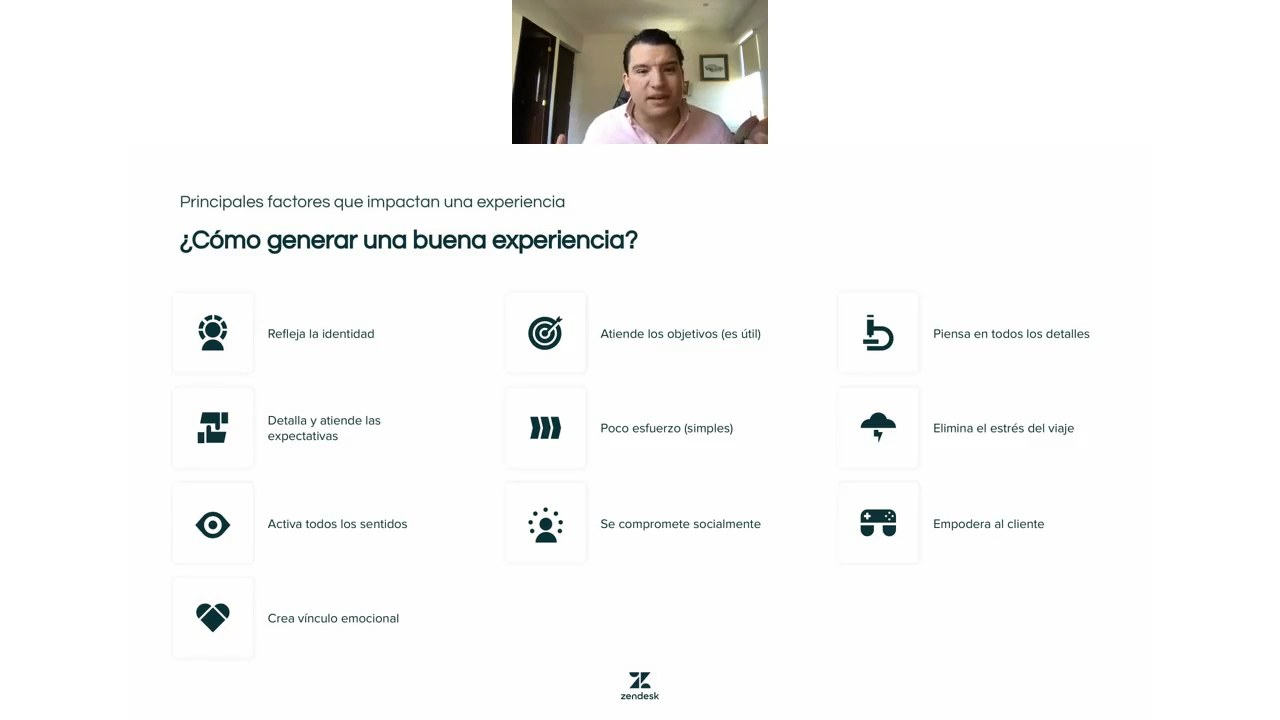 Principales factores que impactan una experiencia
¿Cómo generar una buena experiencia?
Refleja la identidad
Atiende los objetivos (es útil)
Piensa en todos los detalles
Detalla y atiende las
expectativas
Poco esfuerzo (simples)
Elimina el estrés del viaje
Activa todos los sentidos
Se compromete socialmente
Empodera al cliente
Crea vínculo emocional
zendesk